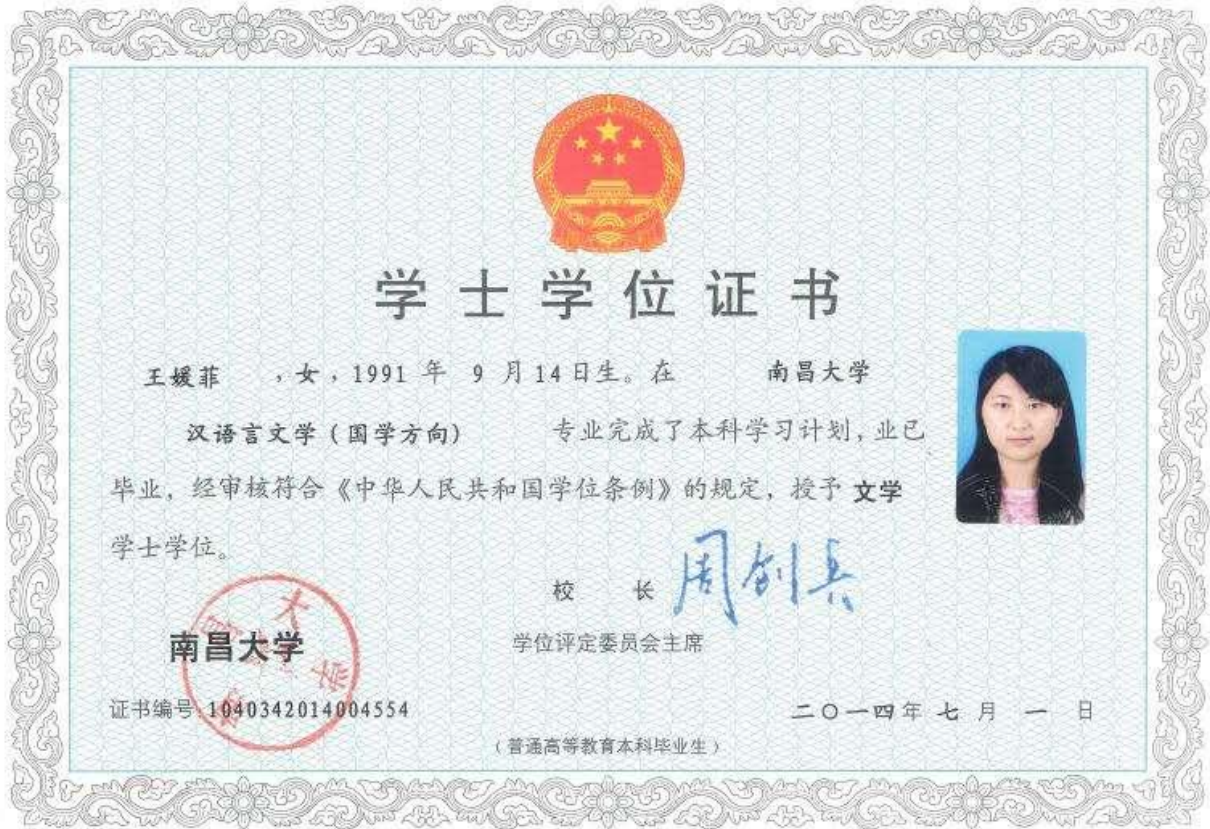 学士学位证书
王媛菲 ，女，1991 年 9 月14日生。在 南昌大学
汉语言文学（国学方向） 专业完成了本科学习计划，业已
毕业，经审核符合《中华人民共和国学位条例》的规定，授予 文学
学士学位。
校 长 周创兵
学位评定委员会主席
南昌大学
证书编号 1040342014004554
二〇一四年 七 月 一 日
（普通高等教育本科毕业生）